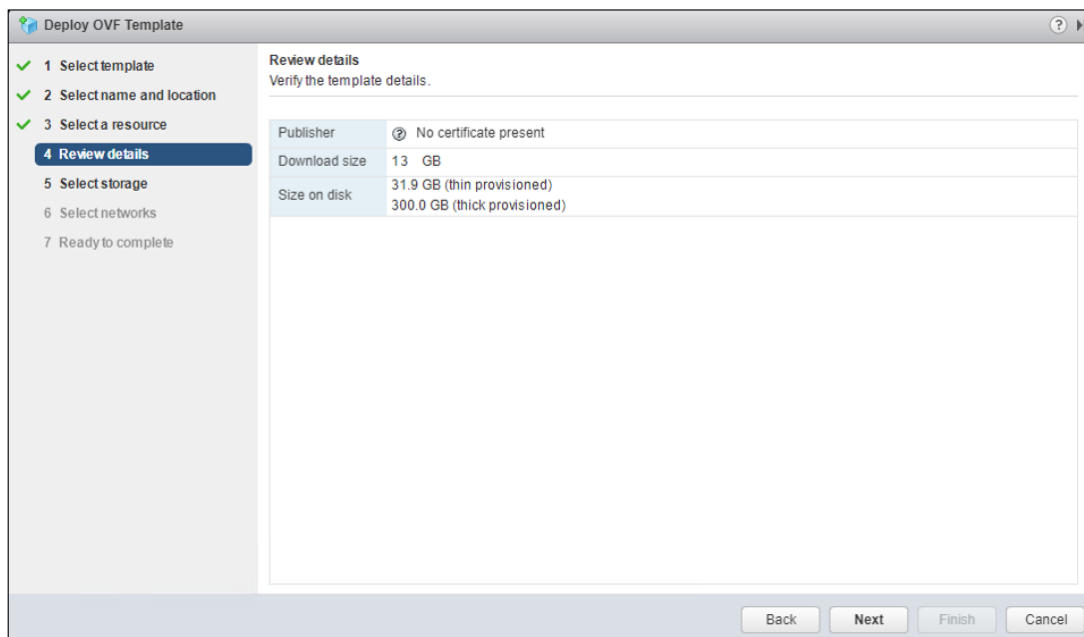 Deploy OVF Template
1 Select template
2 Select name and location
3 Select a resource
4 Review details
5 Select storage
6 Select networks
7 Ready to complete
Review details
Verify the template details.
Publisher ? No certificate present
Download size 13 GB
Size on disk 31.9 GB (thin provisioned)
300.0 GB (thick provisioned)
Back Next Finish Cancel